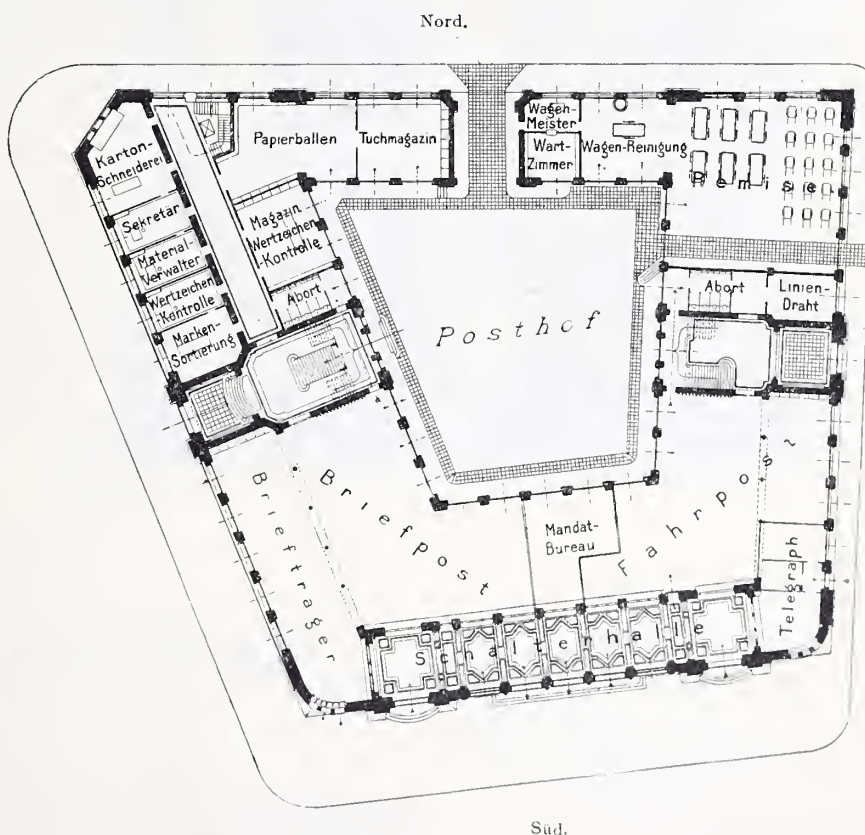 Nord.
Karton-
Schneiderei
Sekretär
Material-
Verwalter
Wertzeichen
-Kontrolle
Marken-
Sortierung
Papierballen
Tuchmagazin
Magazin
Wertzeichen
-Kontrolle
Abort
Wagen-
Meister
Wart-
Zimmer
Wagen-Reinigung
Remise
Abort
Linien-
Draht
Posthof
Briefträger
Briefpost
Mandat-
Bureau
Fahrpost
Telegraph
Schalterhalle
Süd.